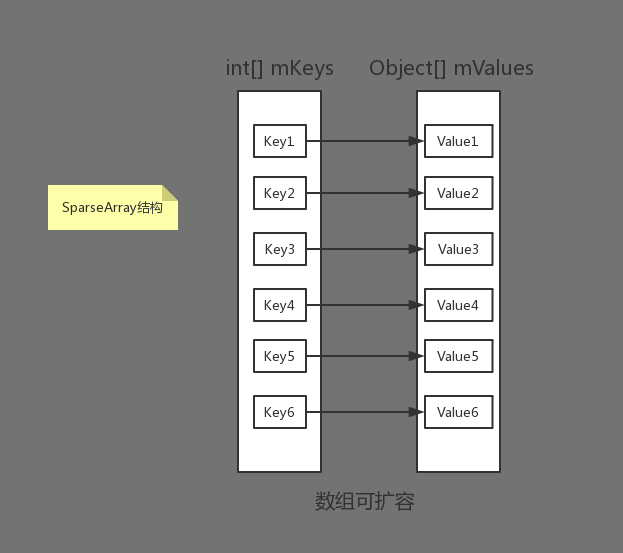 int[] mKeys
Object[] mValues
Key1
Value1
Key2
Value2
SparseArray结构
Key3
Value3
Key4
Value4
Key5
Value5
Key6
Value6
数组可扩容